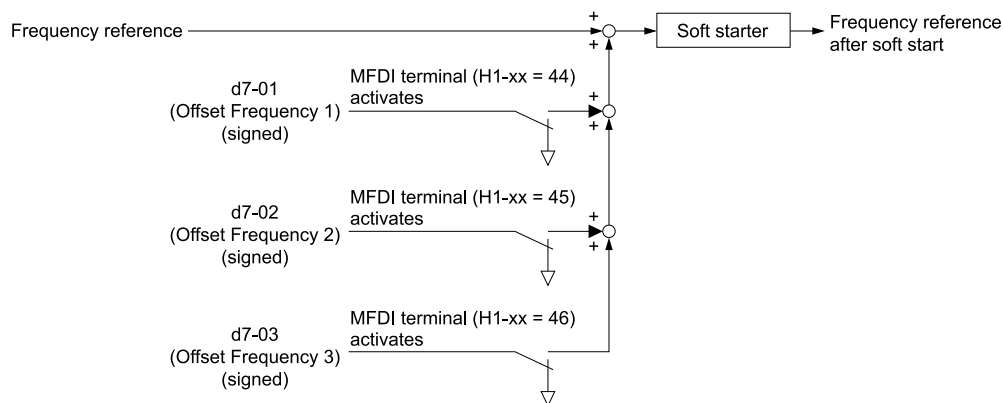 Frequency reference
+
+
Soft starter
Frequency reference
after soft start
d7-01
(Offset Frequency 1)
(signed)
MFDI terminal (H1-xx = 44)
activates
+
+
d7-02
(Offset Frequency 2)
(signed)
MFDI terminal (H1-xx = 45)
activates
+
+
d7-03
(Offset Frequency 3)
(signed)
MFDI terminal (H1-xx = 46)
activates